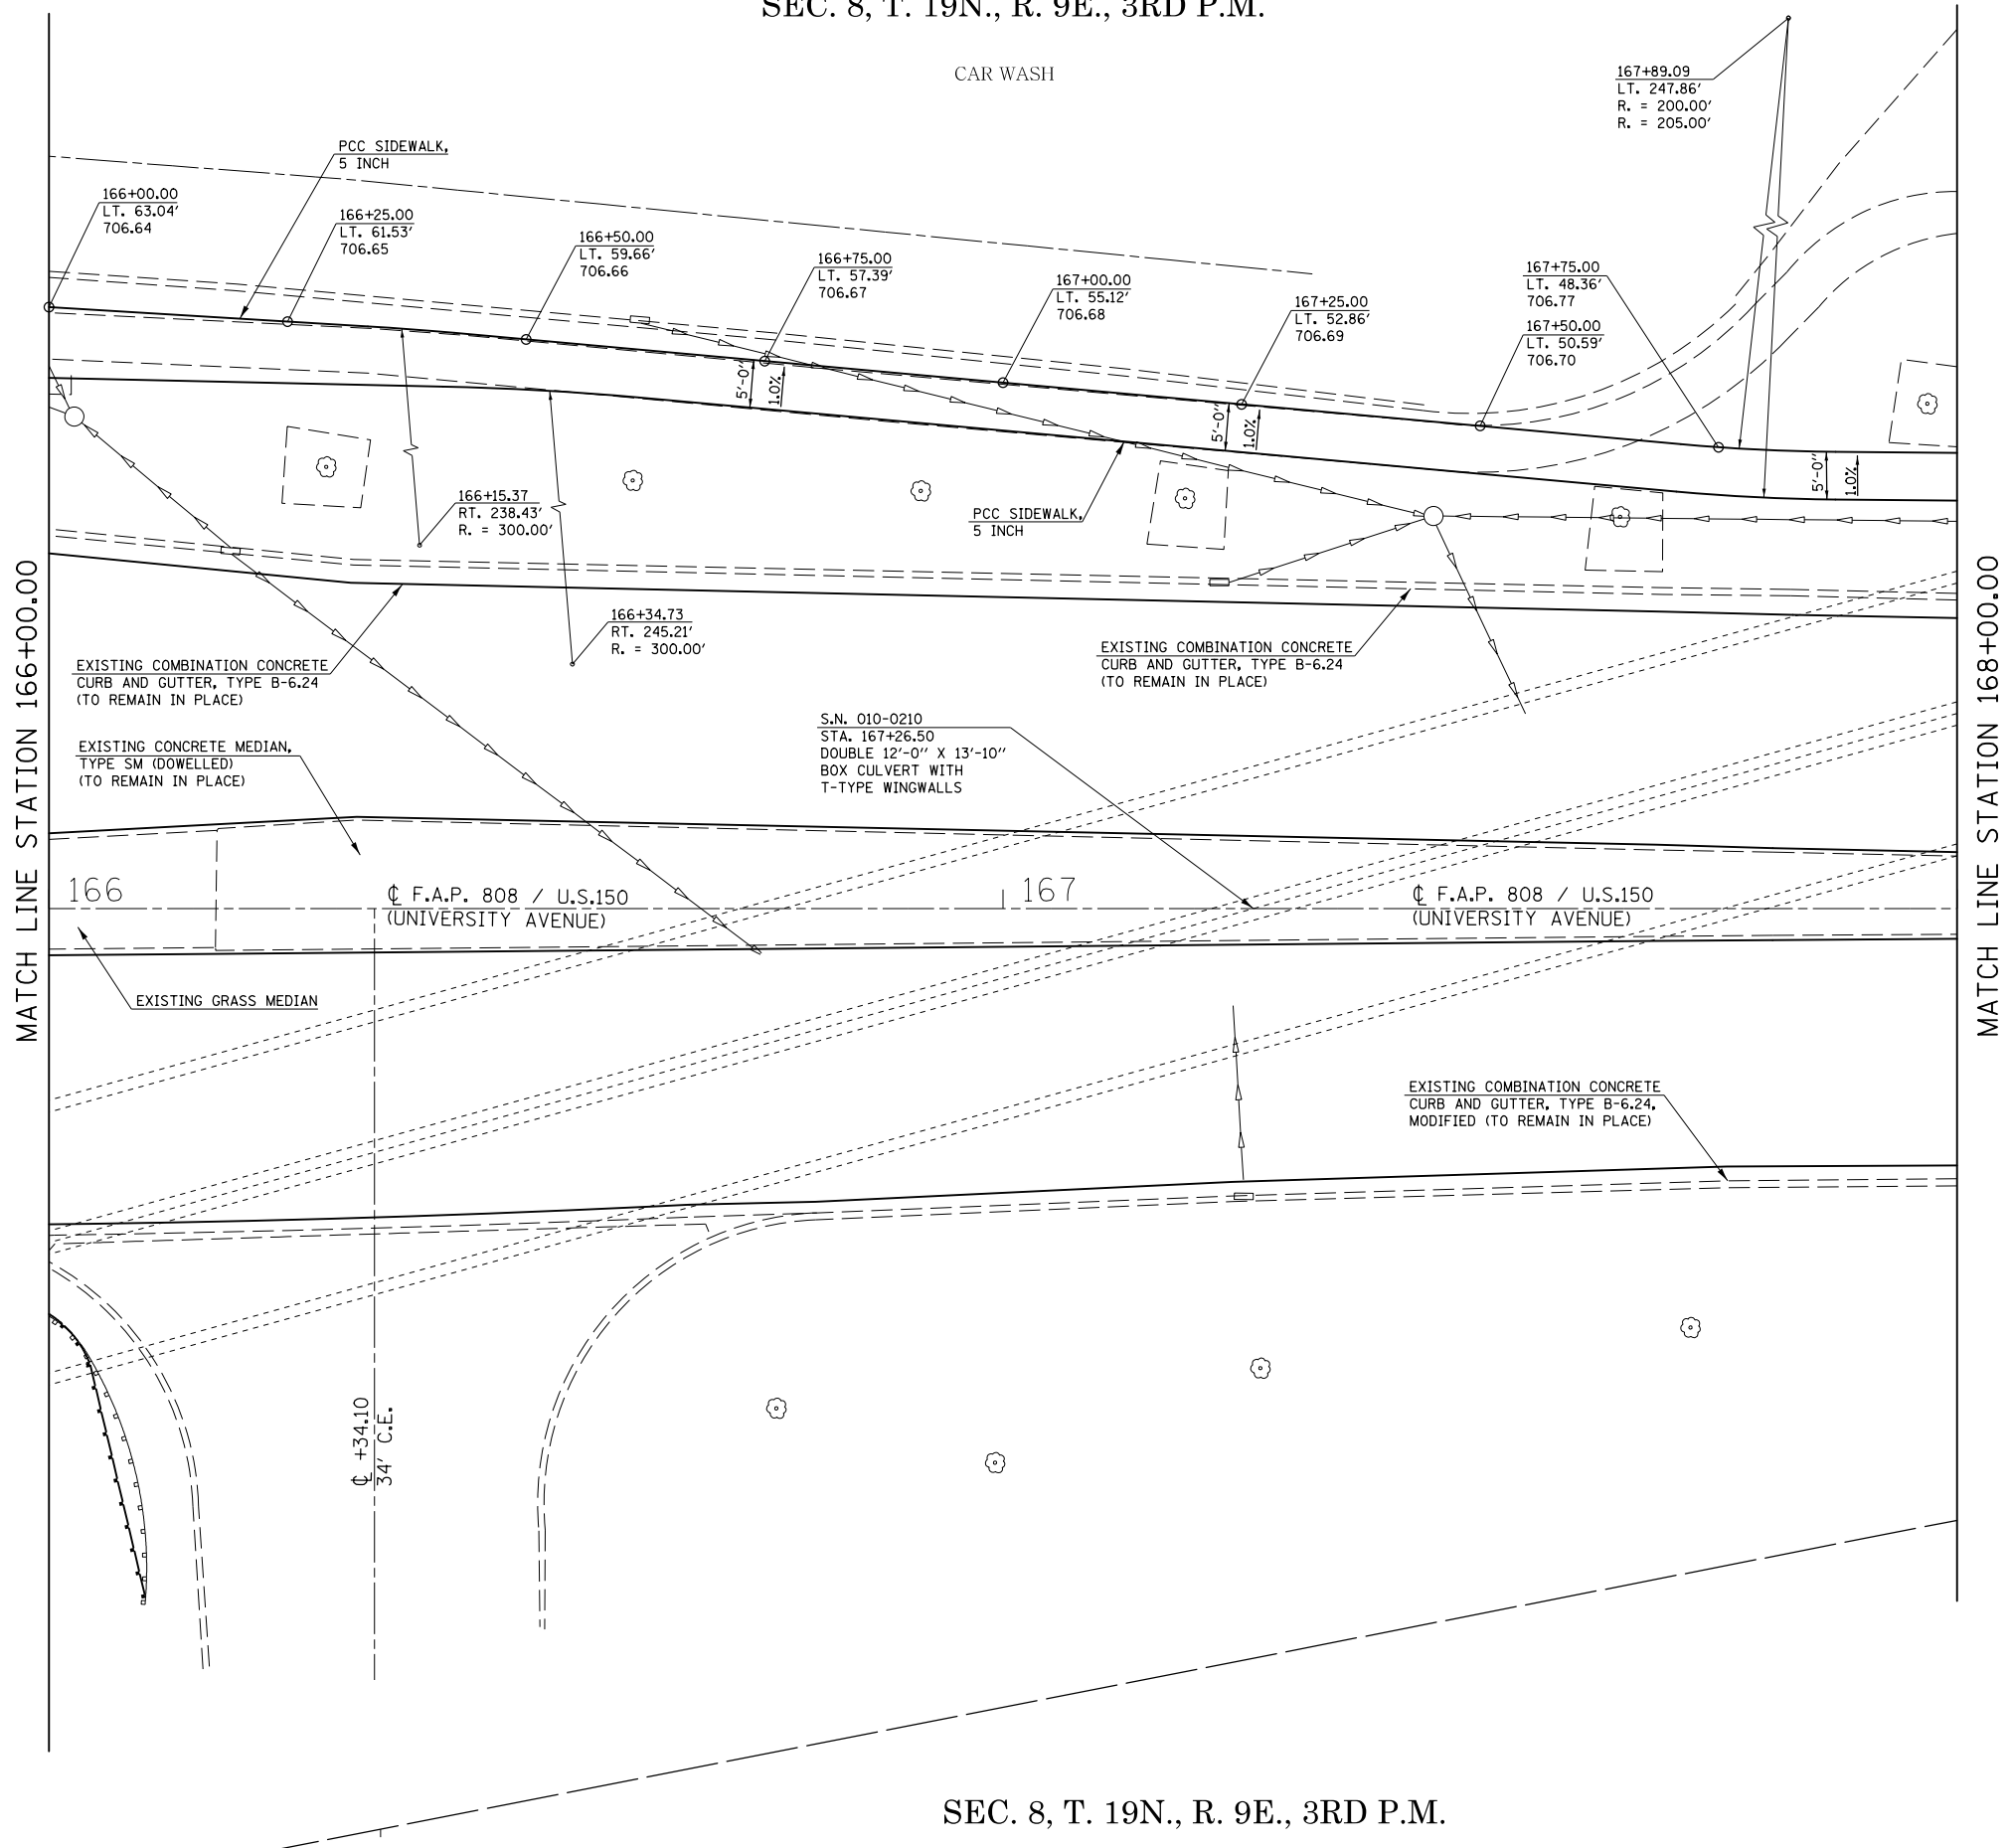 SEC. 8, T. 19N., R. 9E., 3RD P.M.
CAR WASH
167+89.09
LT. 247.86'
R. = 200.00'
R. = 205.00'
PCC SIDEWALK,
5 INCH
166+00.00
LT. 63.04'
706.64
166+25.00
LT. 61.53'
706.65
166+50.00
LT. 59.66'
706.66
166+75.00
LT. 57.39'
706.67
167+00.00
LT. 55.12'
706.68
167+25.00
LT. 52.86'
706.69
167+75.00
LT. 48.36'
706.77
167+50.00
LT. 50.59'
706.70
5'-0"
1.0%
5'-0"
1.0%
5'-0"
1.0%
166+15.37
RT. 238.43'
R. = 300.00'
PCC SIDEWALK,
5 INCH
166+34.73
RT. 245.21'
R. = 300.00'
EXISTING COMBINATION CONCRETE
CURB AND GUTTER, TYPE B-6.24
(TO REMAIN IN PLACE)
EXISTING COMBINATION CONCRETE
CURB AND GUTTER, TYPE B-6.24
(TO REMAIN IN PLACE)
S.N. 010-0210
STA. 167+26.50
DOUBLE 12'-0" X 13'-10"
BOX CULVERT WITH
T-TYPE WINGWALLS
EXISTING CONCRETE MEDIAN,
TYPE SM (DOWELLED)
(TO REMAIN IN PLACE)
MATCH LINE STATION 166+00.00
MATCH LINE STATION 168+00.00
166
℄ F.A.P. 808 / U.S.150
(UNIVERSITY AVENUE)
167
℄ F.A.P. 808 / U.S.150
(UNIVERSITY AVENUE)
EXISTING GRASS MEDIAN
EXISTING COMBINATION CONCRETE
CURB AND GUTTER, TYPE B-6.24,
MODIFIED (TO REMAIN IN PLACE)
℄ +34.10
34' C.E.
SEC. 8, T. 19N., R. 9E., 3RD P.M.